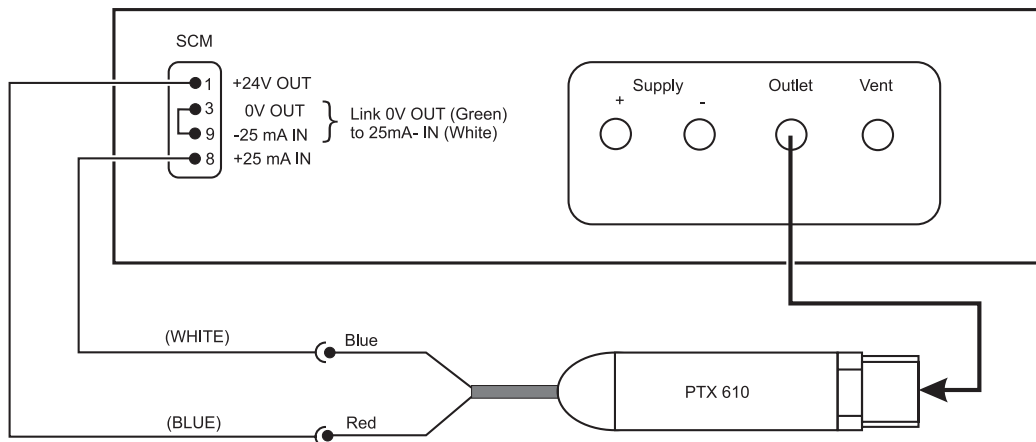 SCM
1 +24V OUT
3 0V OUT
9 -25 mA IN
8 +25 mA IN
Link 0V OUT (Green)
to 25mA- IN (White)
Supply
+ -
Outlet
Vent
(WHITE)
Blue
(BLUE)
Red
PTX 610